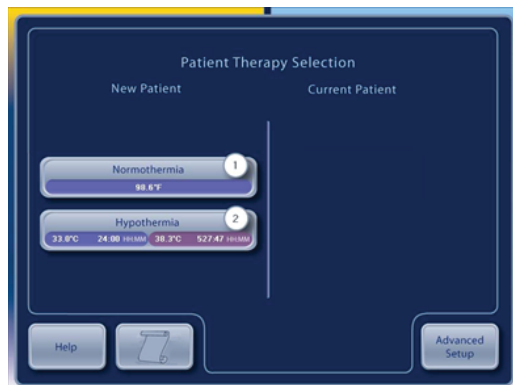 Patient Therapy Selection
New Patient
Current Patient
Normothermia
1
98.6°F
Hypothermia
2
33.0°C 24:00 HH:MM 38.3°C 527:47 HH:MM
Help
Advanced
Setup